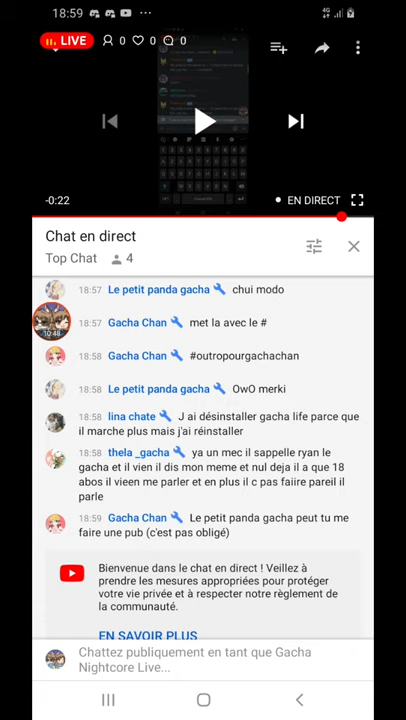 18:59
4G
LIVE 0 0 0
-0:22
EN DIRECT
Chat en direct
Top Chat 4
18:57 Le petit panda gacha chui modo
18:57 Gacha Chan met la avec le #
10:48
18:58 Gacha Chan #outropourgachachan
18:58 Le petit panda gacha OwO merki
18:58 lina chate J ai désinstaller gacha life parce que
il marche plus mais j'ai réinstaller
18:58 thela _gacha ya un mec il sappelle ryan le
gacha et il vien il dis mon meme et nul deja il a que 18
abos il vieen me parler et en plus il c pas faiire pareil il
parle
18:59 Gacha Chan Le petit panda gacha peut tu me
faire une pub (c'est pas obligé)
Bienvenue dans le chat en direct ! Veillez à
prendre les mesures appropriées pour protéger
votre vie privée et à respecter notre règlement de
la communauté.
EN SAVOIR PLUS
Chattez publiquement en tant que Gacha
Nightcore Live...